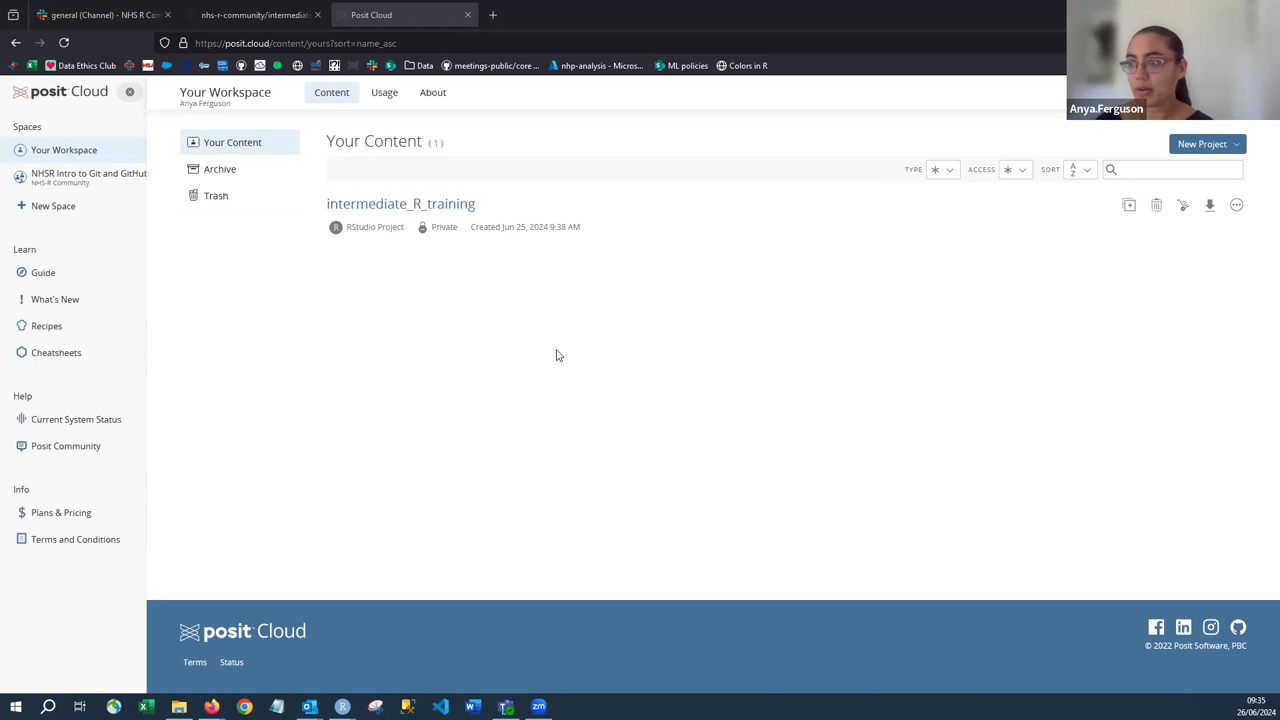 general (Channel) - NHS R Con
nhs-r-community/intermediate
Posit Cloud
https://posit.cloud/content/yours?sort=name_asc
Data Ethics Club
Data
meetings-public/core ...
nhp-analysis - Micros...
ML policies
Colors in R
posit Cloud
Spaces
Your Workspace
NHSR Intro to Git and GitHub
NHS-R Community
New Space
Learn
Guide
What's New
Recipes
Cheatsheets
Help
Current System Status
Posit Community
Info
Plans & Pricing
Terms and Conditions
Your Workspace
Anya Ferguson
Content
Usage
About
Your Content
Archive
Trash
Your Content ( 1 )
New Project
TYPE
ACCESS
SORT
A
Z
intermediate_R_training
R
RStudio Project
Private
Created Jun 25, 2024 9:38 AM
Anya.Ferguson
posit Cloud
Terms
Status
© 2022 Posit Software, PBC
09:35
26/06/2024